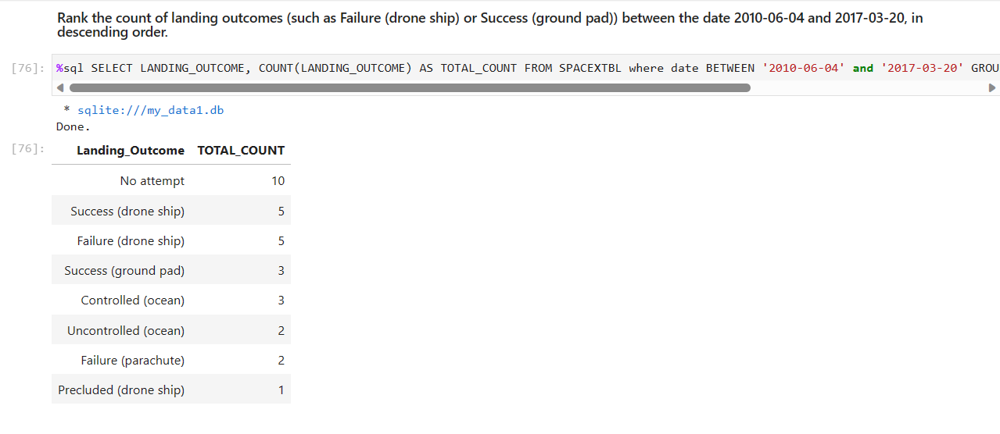 Rank the count of landing outcomes (such as Failure (drone ship) or Success (ground pad)) between the date 2010-06-04 and 2017-03-20, in
descending order.
[76]: %sql SELECT LANDING_OUTCOME, COUNT(LANDING_OUTCOME) AS TOTAL_COUNT FROM SPACEXTBL where date BETWEEN '2010-06-04' and '2017-03-20' GROU
* sqlite:///my_data1.db
Done.
[76]: Landing_Outcome TOTAL_COUNT
No attempt 10
Success (drone ship) 5
Failure (drone ship) 5
Success (ground pad) 3
Controlled (ocean) 3
Uncontrolled (ocean) 2
Failure (parachute) 2
Precluded (drone ship) 1